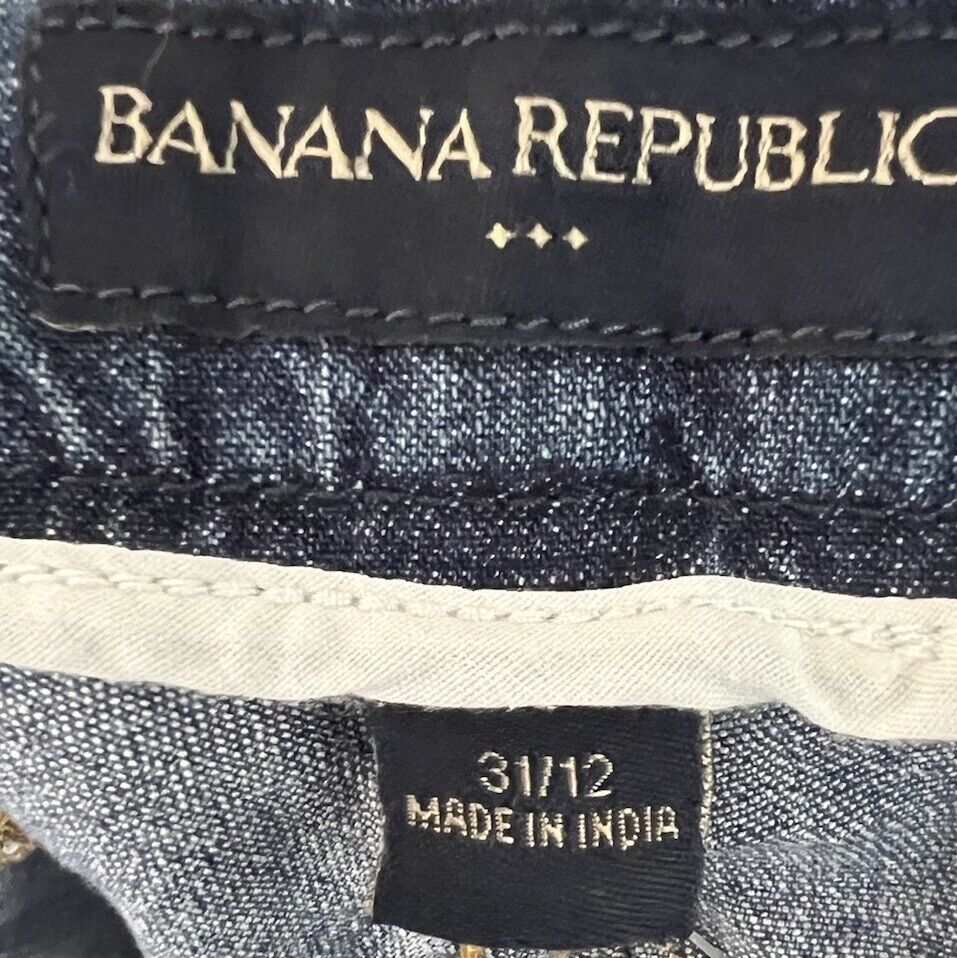 BANANA REPUBLIC
31/12
MADE IN INDIA